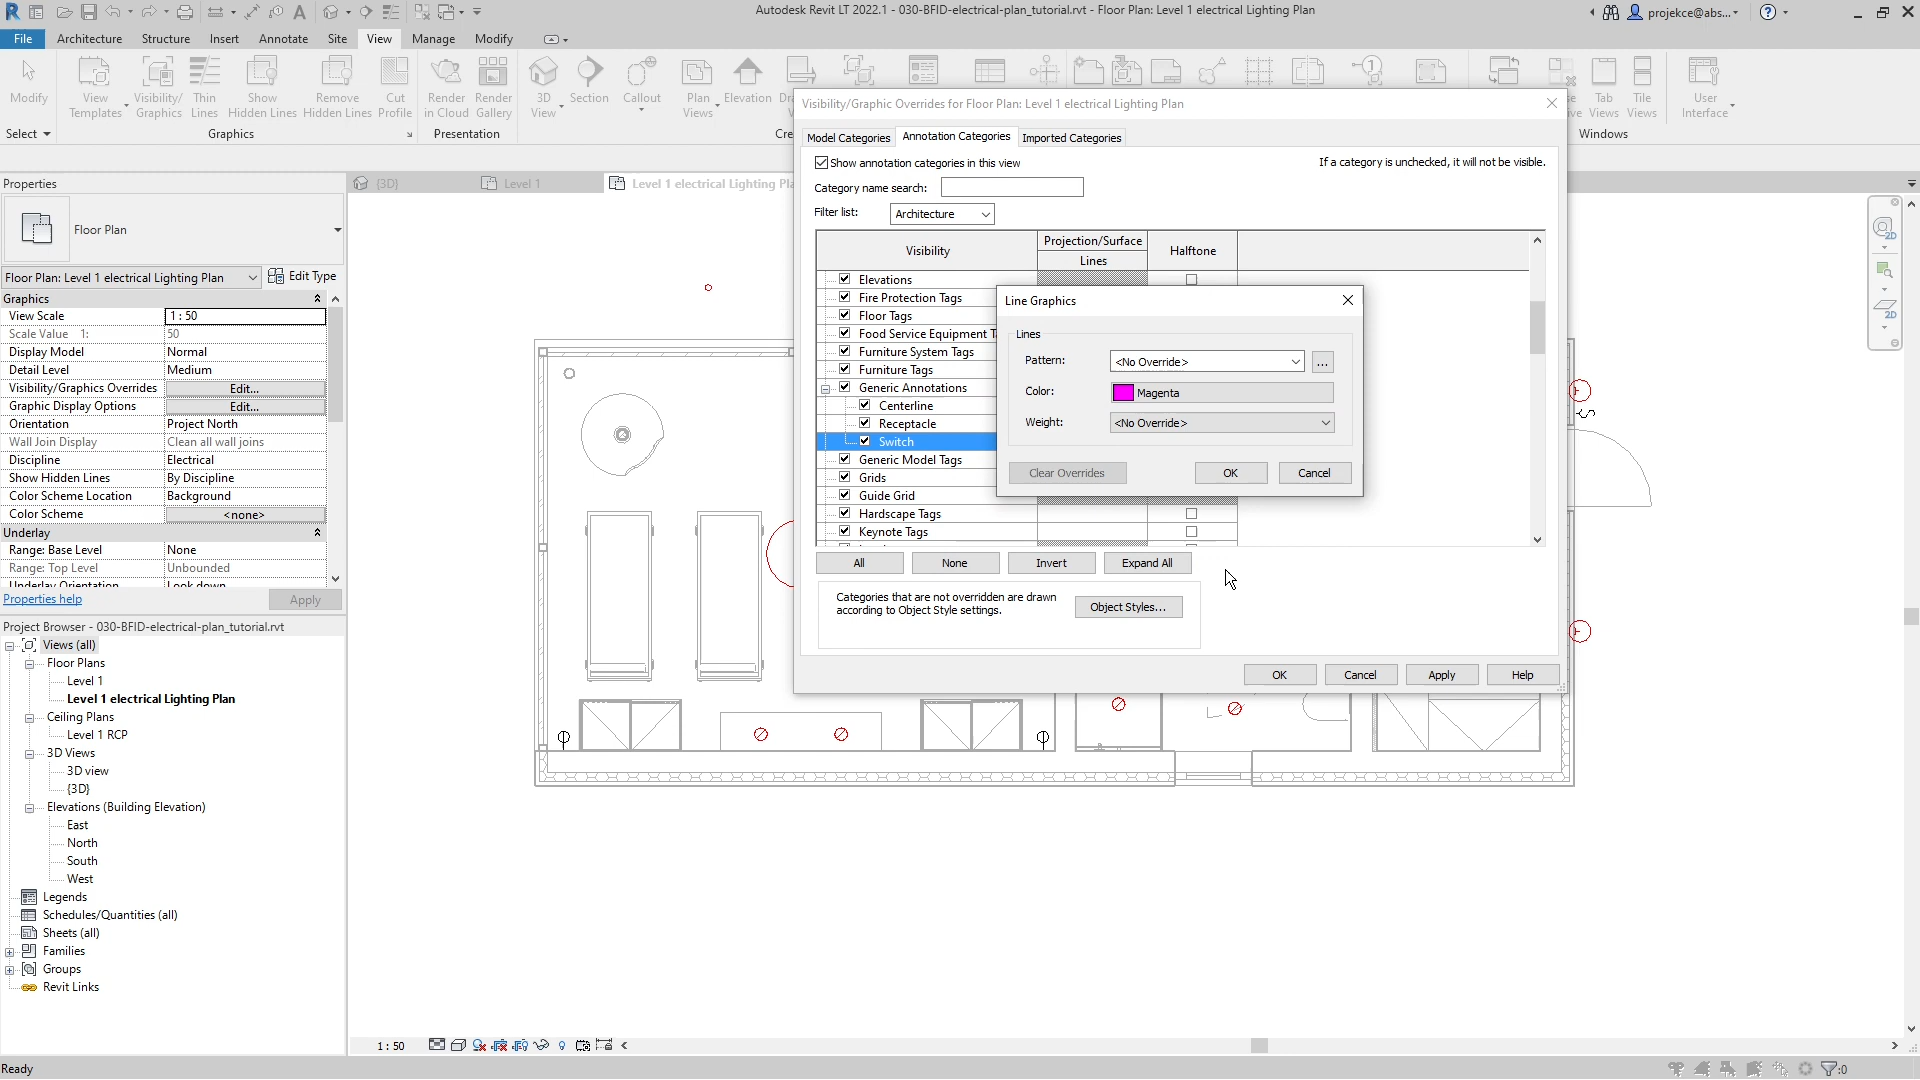 Autodesk Revit LT 2022.1 - 030-BFID-electrical-plan_tutorial.rvt - Floor Plan: Level 1 electrical Lighting Plan
projekce@abs...
File Architecture Structure Insert Annotate Site View Manage Modify
Modify
View Templates
Visibility/ Graphics
Thin Lines
Show Hidden Lines
Remove Hidden Lines
Cut Profile
Render in Cloud
Render Gallery
3D View
Section
Callout
Plan Views
Elevation
Tab Views
Tile Views
User Interface
Select
Graphics
Presentation
Windows
Properties
{3D}
Level 1
Level 1 electrical Lighting Pla
Floor Plan
Floor Plan: Level 1 electrical Lighting Plan
Edit Type
Graphics
View Scale 1 : 50
Scale Value 1: 50
Display Model Normal
Detail Level Medium
Visibility/Graphics Overrides Edit...
Graphic Display Options Edit...
Orientation Project North
Wall Join Display Clean all wall joins
Discipline Electrical
Show Hidden Lines By Discipline
Color Scheme Location Background
Color Scheme <none>
Underlay
Range: Base Level None
Range: Top Level Unbounded
Underlay Orientation Look down
Properties help
Apply
Project Browser - 030-BFID-electrical-plan_tutorial.rvt
Views (all)
Floor Plans
Level 1
Level 1 electrical Lighting Plan
Ceiling Plans
Level 1 RCP
3D Views
3D view
{3D}
Elevations (Building Elevation)
East
North
South
West
Legends
Schedules/Quantities (all)
Sheets (all)
Families
Groups
Revit Links
Visibility/Graphic Overrides for Floor Plan: Level 1 electrical Lighting Plan
Model Categories Annotation Categories Imported Categories
Show annotation categories in this view
If a category is unchecked, it will not be visible.
Category name search:
Filter list: Architecture
Visibility
Projection/Surface
Lines
Halftone
Elevations
Fire Protection Tags
Floor Tags
Food Service Equipment T
Furniture System Tags
Furniture Tags
Generic Annotations
Centerline
Receptacle
Switch
Generic Model Tags
Grids
Guide Grid
Hardscape Tags
Keynote Tags
Line Graphics
Lines
Pattern: <No Override> ...
Color: Magenta
Weight: <No Override>
Clear Overrides OK Cancel
All None Invert Expand All
Categories that are not overridden are drawn
according to Object Style settings.
Object Styles...
OK Cancel Apply Help
2D
2D
1 : 50
Ready
:0